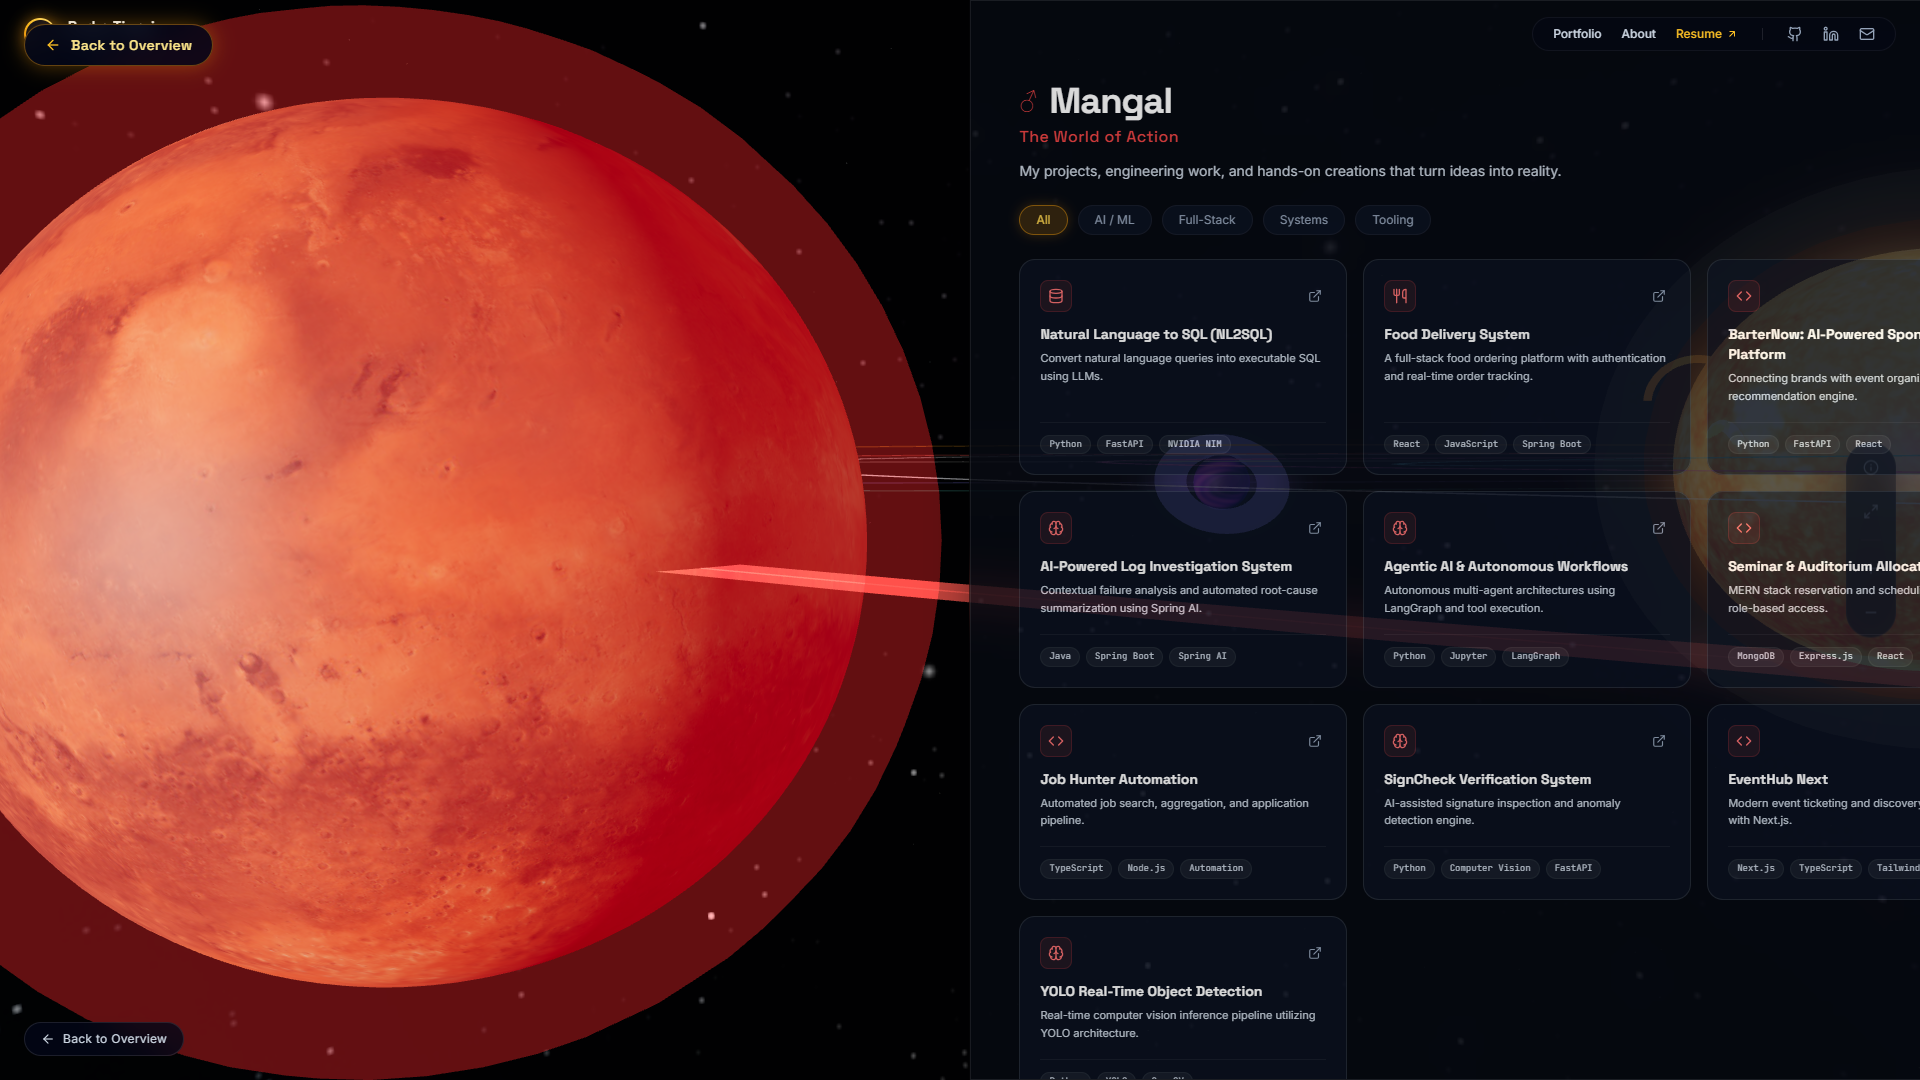 Back to Overview
Portfolio
About
Resume
Mangal
The World of Action
My projects, engineering work, and hands-on creations that turn ideas into reality.
All
AI / ML
Full-Stack
Systems
Tooling
Natural Language to SQL (NL2SQL)
Convert natural language queries into executable SQL
using LLMs.
Python
FastAPI
NVIDIA NIM
Food Delivery System
A full-stack food ordering platform with authentication
and real-time order tracking.
React
JavaScript
Spring Boot
BarterNow: AI-Powered
Platform
Connecting brands with event
recommendation engine.
Python
FastAPI
React
AI-Powered Log Investigation System
Contextual failure analysis and automated root-cause
summarization using Spring AI.
Java
Spring Boot
Spring AI
Agentic AI & Autonomous Workflows
Autonomous multi-agent architectures using
LangGraph and tool execution.
Python
Jupyter
LangGraph
Seminar & Auditorium
MERN stack reservation and
role-based access.
MongoDB
Express.js
React
Job Hunter Automation
Automated job search, aggregation, and application
pipeline.
TypeScript
Node.js
Automation
SignCheck Verification System
AI-assisted signature inspection and anomaly
detection engine.
Python
Computer Vision
FastAPI
EventHub Next
Modern event ticketing and discovery
with Next.js.
Next.js
TypeScript
Tailwind
YOLO Real-Time Object Detection
Real-time computer vision inference pipeline utilizing
YOLO architecture.
Back to Overview